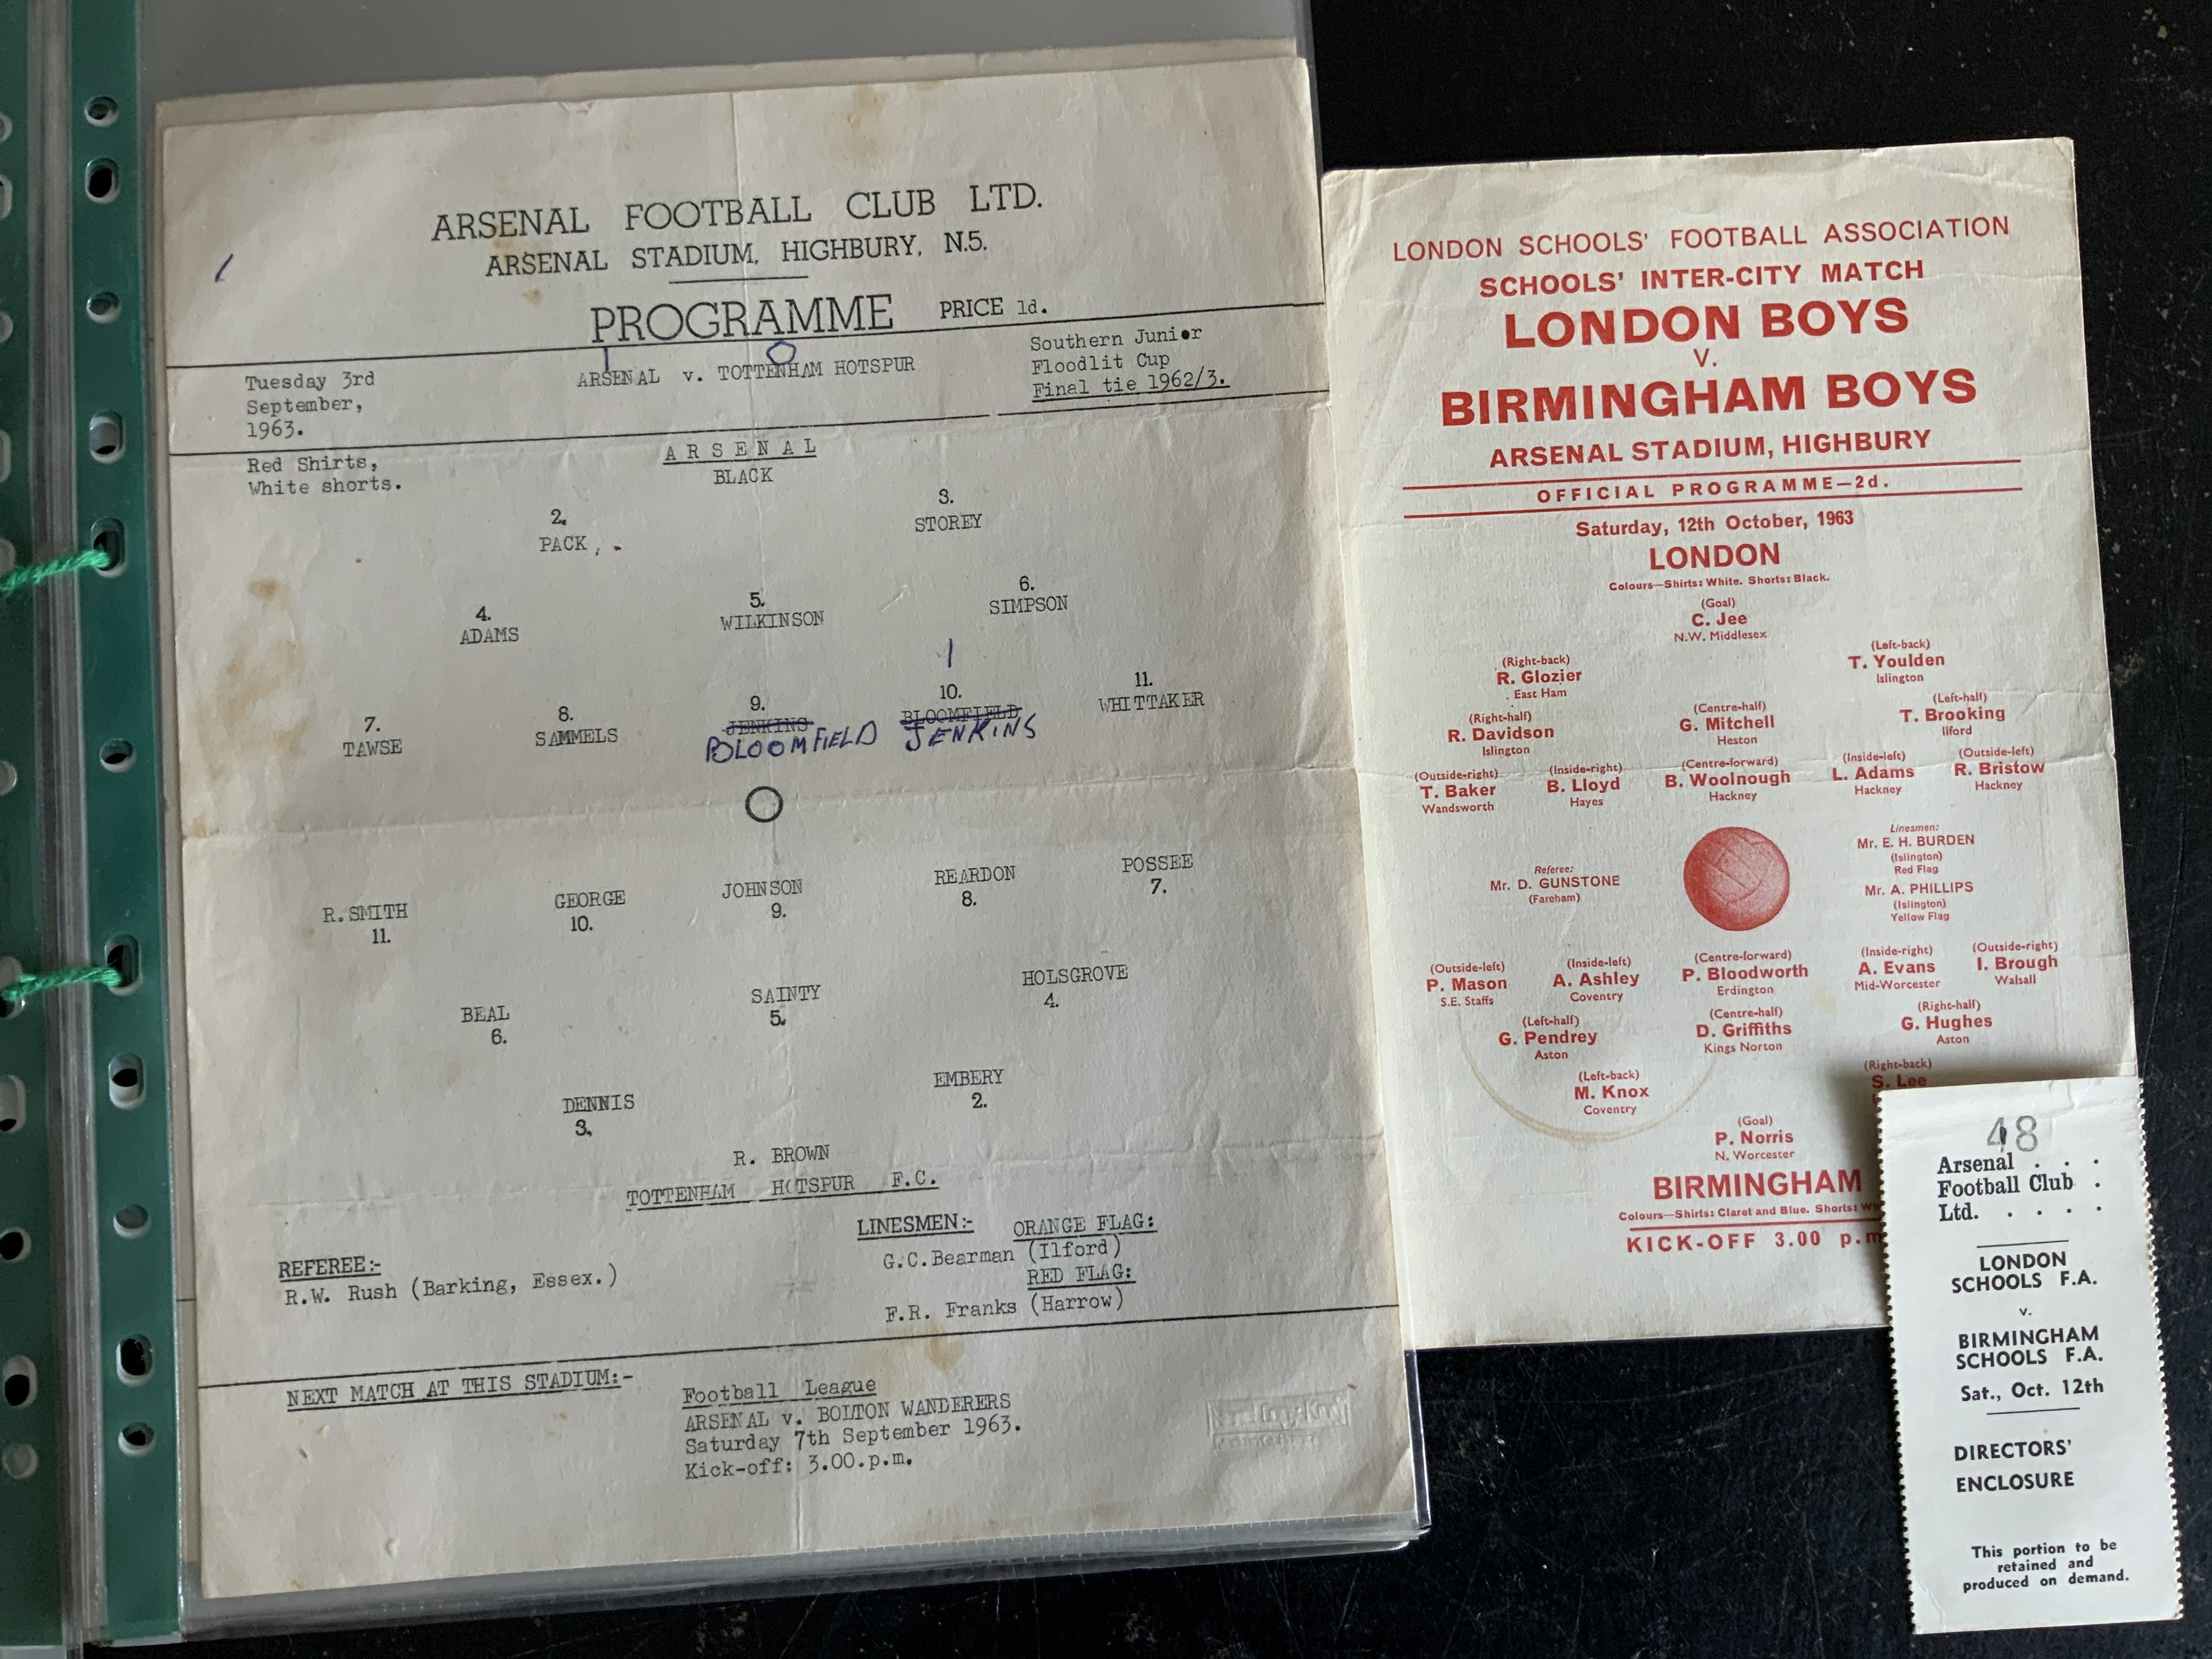 ARSENAL FOOTBALL CLUB LTD.
ARSENAL STADIUM, HIGHBURY, N.5.
PROGRAMME PRICE 1d.
1 0
Tuesday 3rd
September,
1963.
ARSENAL v. TOTTENHAM HOTSPUR
Southern Junior
Floodlit Cup
Final tie 1962/3.
Red Shirts,
White shorts.
ARSENAL
BLACK
2. 3.
PACK, STOREY
4. 5. 6.
ADAMS WILKINSON SIMPSON
1
7. 8. 9. 10. 11.
TAWSE SAMMELS JENKINS BLOOMFIELD WHITTAKER
BLOOMFIELD JENKINS
R.SMITH GEORGE JOHNSON REARDON POSSEE
11. 10. 9. 8. 7.
BEAL SAINTY HOLSGROVE
6. 5. 4.
DENNIS EMBERY
3. 2.
R. BROWN
TOTTENHAM HOTSPUR F.C.
REFEREE:-
R.W. Rush (Barking, Essex.)
LINESMEN:- ORANGE FLAG:
G.C.Bearman (Ilford)
RED FLAG:
F.R. Franks (Harrow)
NEXT MATCH AT THIS STADIUM:-
Football League
ARSENAL v. BOLTON WANDERERS
Saturday 7th September 1963.
Kick-off: 3.00.p.m.
LONDON SCHOOLS' FOOTBALL ASSOCIATION
SCHOOLS' INTER-CITY MATCH
LONDON BOYS
V.
BIRMINGHAM BOYS
ARSENAL STADIUM, HIGHBURY
OFFICIAL PROGRAMME—2d.
Saturday, 12th October, 1963
LONDON
Colours—Shirts: White. Shorts: Black.
(Goal)
C. Jee
N.W. Middlesex
(Right-back) (Left-back)
R. Glozier T. Youlden
East Ham Islington
(Right-half) (Centre-half) (Left-half)
R. Davidson G. Mitchell T. Brooking
Islington Heston Ilford
(Outside-right) (Inside-right) (Centre-forward) (Inside-left) (Outside-left)
T. Baker B. Lloyd B. Woolnough L. Adams R. Bristow
Wandsworth Hayes Hackney Hackney Hackney
Referee:
Mr. D. GUNSTONE
(Fareham)
Linesmen:
Mr. E. H. BURDEN
(Islington)
Red Flag
Mr. A. PHILLIPS
(Islington)
Yellow Flag
(Outside-left) (Inside-left) (Centre-forward) (Inside-right) (Outside-right)
P. Mason A. Ashley P. Bloodworth A. Evans I. Brough
S.E. Staffs Coventry Erdington Mid-Worcester Walsall
(Left-half) (Centre-half) (Right-half)
G. Pendrey D. Griffiths G. Hughes
Aston Kings Norton Aston
(Left-back) (Right-back)
M. Knox S. Lee
Coventry
(Goal)
P. Norris
N. Worcester
BIRMINGHAM
Colours—Shirts: Claret and Blue. Shorts:
KICK-OFF 3.00 p.m
48
Arsenal . . .
Football Club .
Ltd. . . . .
LONDON
SCHOOLS F.A.
v.
BIRMINGHAM
SCHOOLS F.A.
Sat., Oct. 12th
DIRECTORS'
ENCLOSURE
This portion to be
retained and
produced on demand.